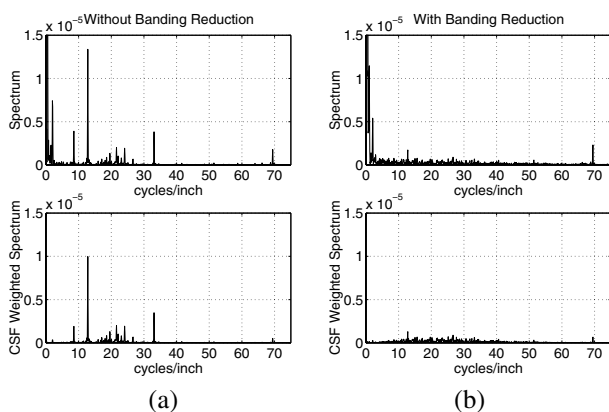 Without Banding Reduction
x 10^-5
1.5
1
0.5
0
Spectrum
0 10 20 30 40 50 60 70
cycles/inch
x 10^-5
1.5
1
0.5
0
CSF Weighted Spectrum
0 10 20 30 40 50 60 70
cycles/inch
(a)
With Banding Reduction
x 10^-5
1.5
1
0.5
0
Spectrum
0 10 20 30 40 50 60 70
cycles/inch
x 10^-5
1.5
1
0.5
0
CSF Weighted Spectrum
0 10 20 30 40 50 60 70
cycles/inch
(b)